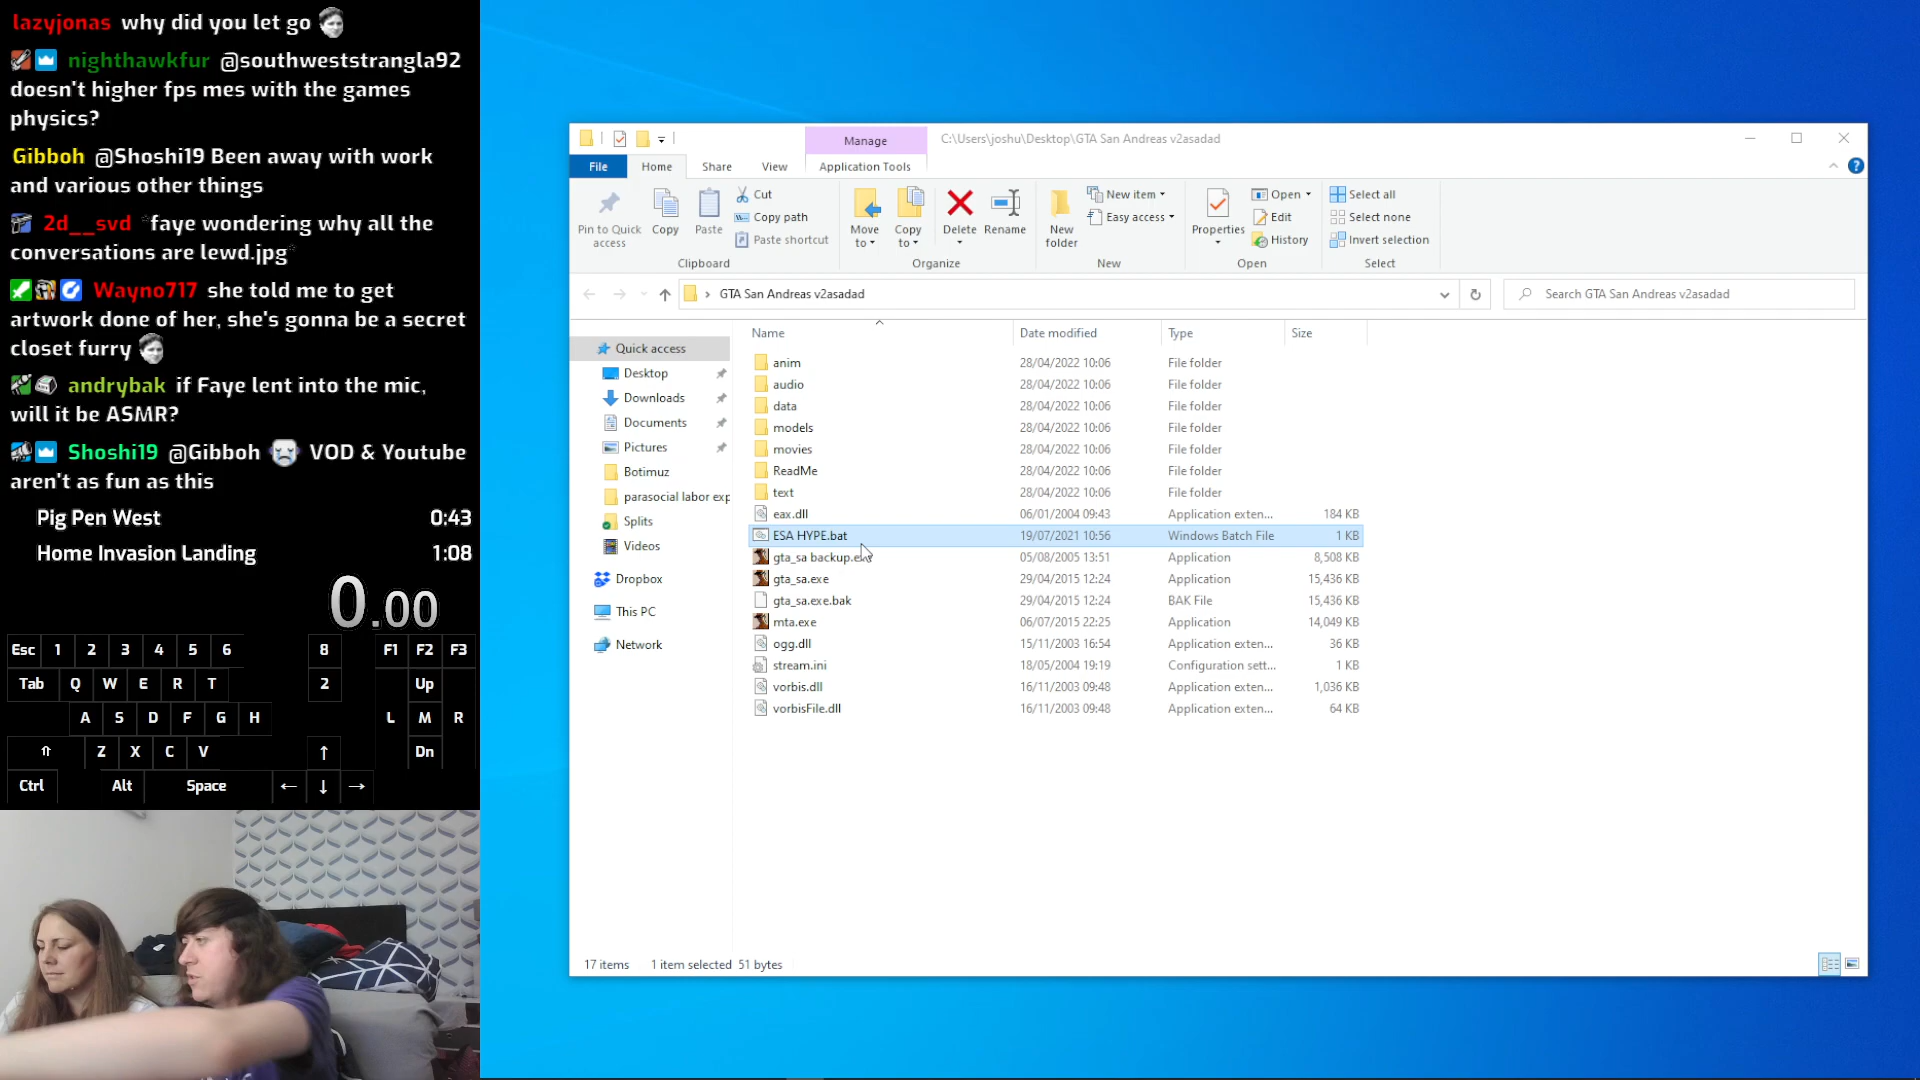 lazyjonas why did you let go
nighthawkfur @southweststrangla92
doesn't higher fps mes with the games
physics?
Gibboh @Shoshi19 Been away with work
and various other things
2d__svd *faye wondering why all the
conversations are lewd.jpg*
Wayno717 she told me to get
artwork done of her, she's gonna be a secret
closet furry
andrybak if Faye lent into the mic,
will it be ASMR?
Shoshi19 @Gibboh VOD & Youtube
aren't as fun as this
Pig Pen West 0:43
Home Invasion Landing 1:08
0.00
Esc 1 2 3 4 5 6 8 F1 F2 F3
Tab Q W E R T 2 Up
A S D F G H L M R
⇧ Z X C V ↑ Dn
Ctrl Alt Space ← ↓ →
Manage C:\Users\joshu\Desktop\GTA San Andreas v2asadad
File Home Share View Application Tools
Pin to Quick
access
Copy
Paste
Cut
Copy path
Paste shortcut
Clipboard
Move
to
Copy
to
Delete
Rename
Organize
New
folder
New item
Easy access
New
Properties
Open
Edit
History
Open
Select all
Select none
Invert selection
Select
GTA San Andreas v2asadad
Search GTA San Andreas v2asadad
Quick access
Desktop
Downloads
Documents
Pictures
Botimuz
parasocial labor exp
Splits
Videos
Dropbox
This PC
Network
Name Date modified Type Size
anim 28/04/2022 10:06 File folder
audio 28/04/2022 10:06 File folder
data 28/04/2022 10:06 File folder
models 28/04/2022 10:06 File folder
movies 28/04/2022 10:06 File folder
ReadMe 28/04/2022 10:06 File folder
text 28/04/2022 10:06 File folder
eax.dll 06/01/2004 09:43 Application exten... 184 KB
ESA HYPE.bat 19/07/2021 10:56 Windows Batch File 1 KB
gta_sa backup.exe 05/08/2005 13:51 Application 8,508 KB
gta_sa.exe 29/04/2015 12:24 Application 15,436 KB
gta_sa.exe.bak 29/04/2015 12:24 BAK File 15,436 KB
mta.exe 06/07/2015 22:25 Application 14,049 KB
ogg.dll 15/11/2003 16:54 Application exten... 36 KB
stream.ini 18/05/2004 19:19 Configuration sett... 1 KB
vorbis.dll 16/11/2003 09:48 Application exten... 1,036 KB
vorbisFile.dll 16/11/2003 09:48 Application exten... 64 KB
17 items 1 item selected 51 bytes